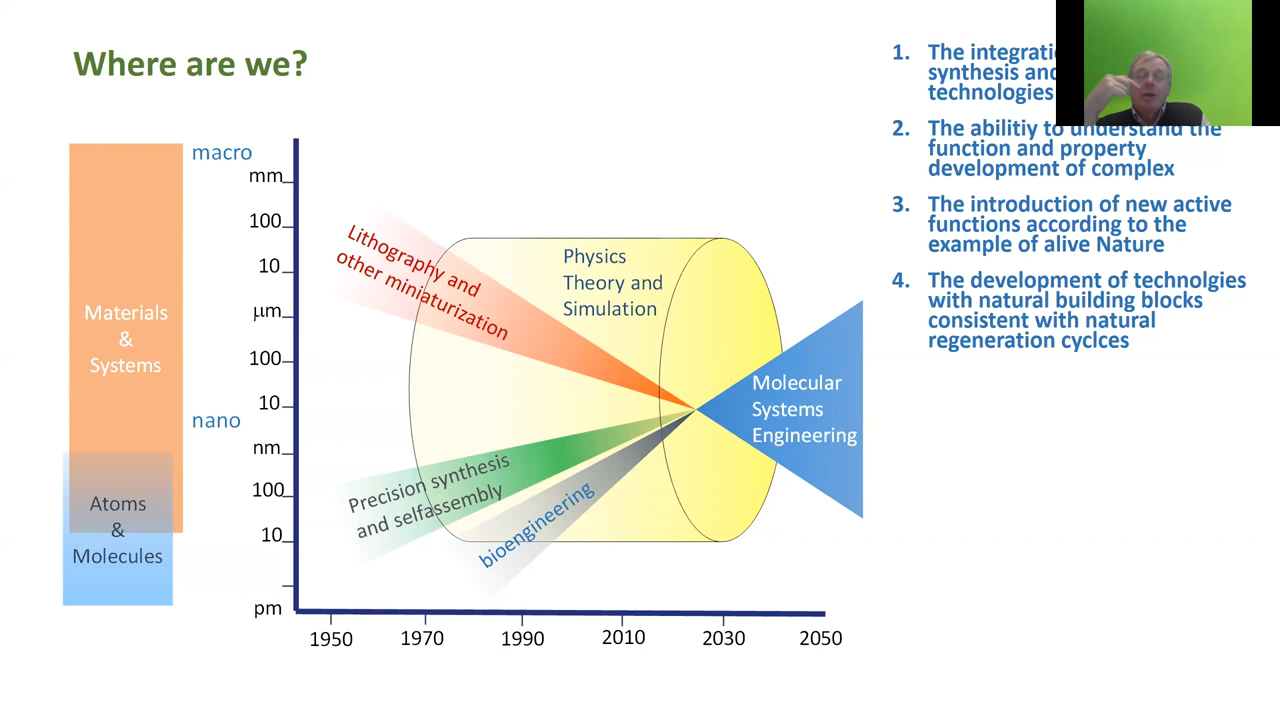 Where are we?
macro
mm
100
10
μm
100
10
nano
nm
100
10
pm
Materials
&
Systems
Atoms
&
Molecules
Lithography and
other miniaturization
Physics
Theory and
Simulation
Precision synthesis
and selfassembly
bioengineering
Molecular
Systems
Engineering
1950
1970
1990
2010
2030
2050
1. The
synthesis and
technologies
2. The abilitiy to understand the
function and property
development of complex
3. The introduction of new active
functions according to the
example of alive Nature
4. The development of technolgies
with natural building blocks
consistent with natural
regeneration cyclces